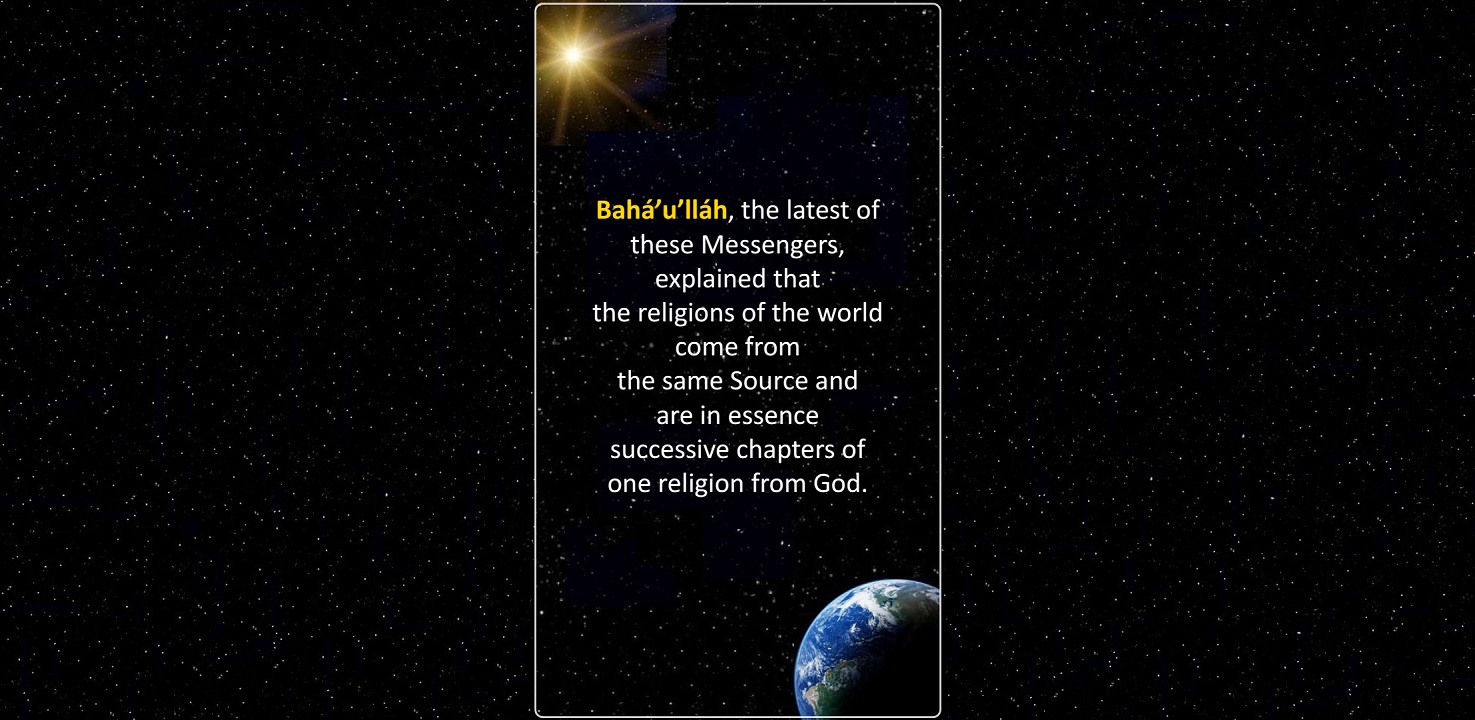 Bahá’u’lláh, the latest of
these Messengers,
explained that
the religions of the world
come from
the same Source and
are in essence
successive chapters of
one religion from God.